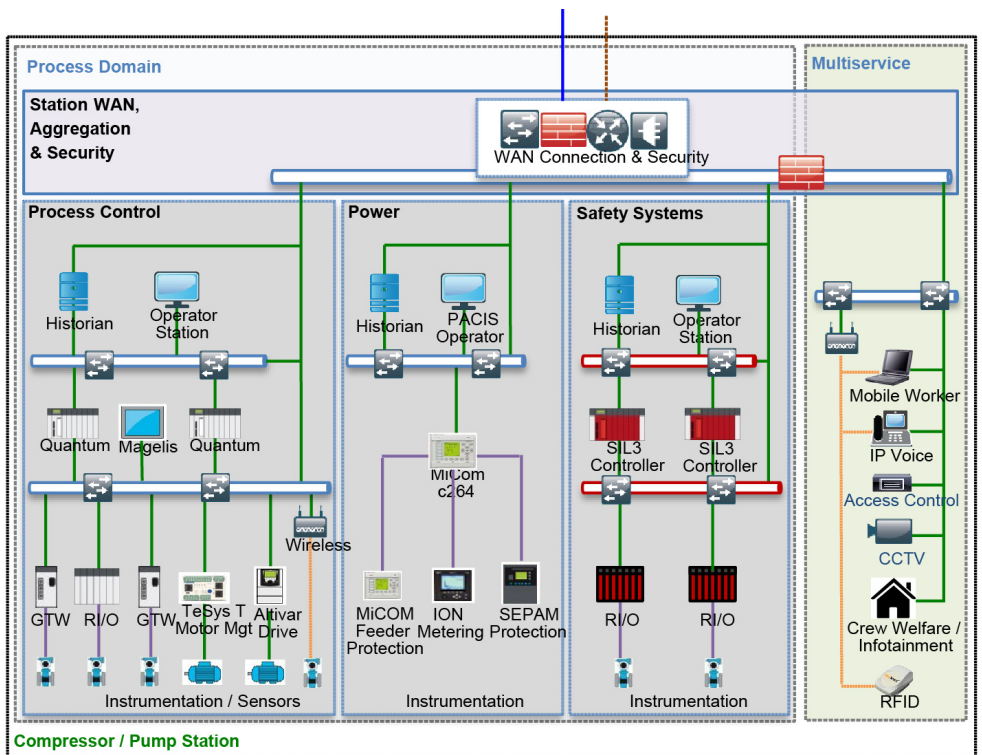 Process Domain
Multiservice
Station WAN,
Aggregation
& Security
WAN Connection & Security
Process Control
Historian
Operator
Station
Quantum
Magelis
Quantum
Wireless
GTW
RI/O
GTW
TeSys T
Motor Mgt
Altivar
Drive
Instrumentation / Sensors
Power
Historian
PACIS
Operator
MiCom
c264
MiCOM
Feeder
Protection
ION
Metering
SEPAM
Protection
Instrumentation
Safety Systems
Historian
Operator
Station
SIL3
Controller
SIL3
Controller
RI/O
RI/O
Instrumentation
Mobile Worker
IP Voice
Access Control
CCTV
Crew Welfare /
Infotainment
RFID
Compressor / Pump Station